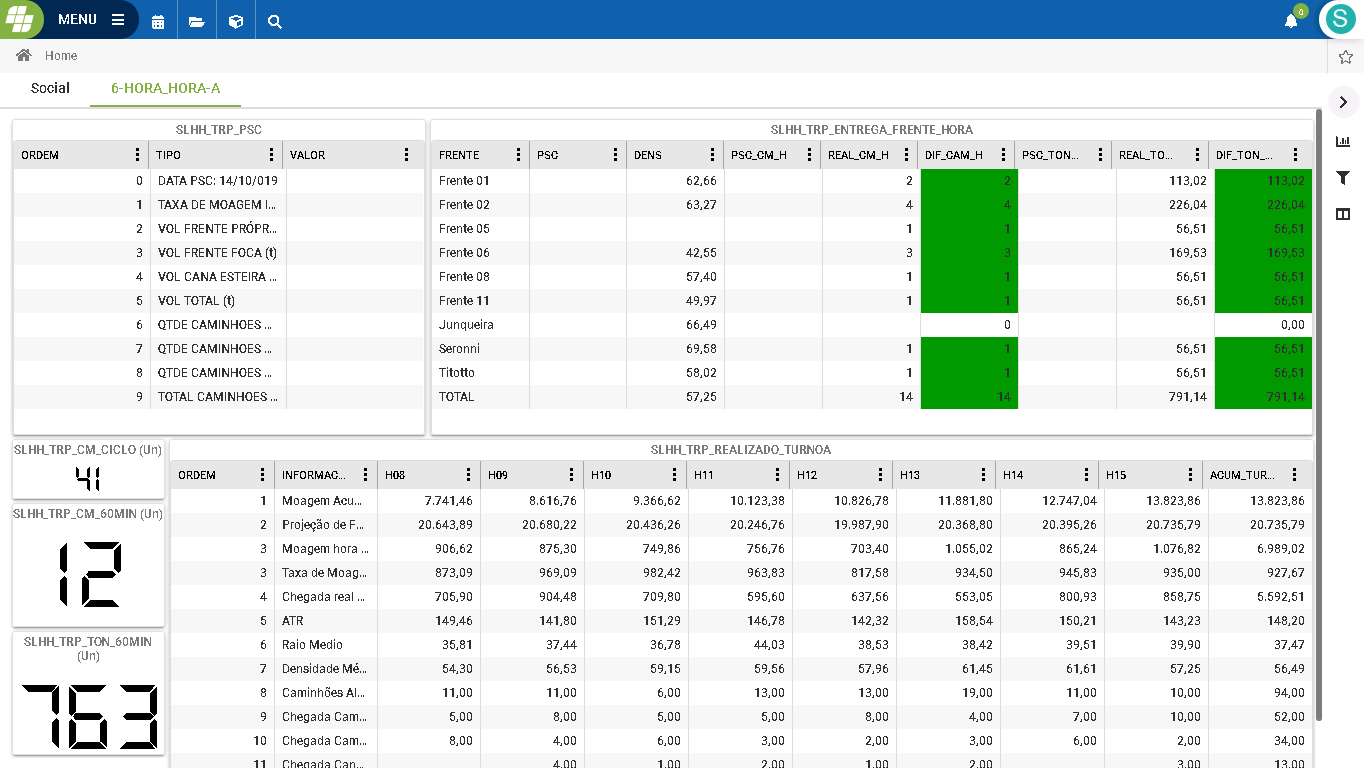 MENU
0
S
Home
Social 6-HORA_HORA-A
SLHH_TRP_PSC
ORDEM TIPO VALOR
0 DATA PSC: 14/10/019
1 TAXA DE MOAGEM I...
2 VOL FRENTE PRÓPR...
3 VOL FRENTE FOCA (t)
4 VOL CANA ESTEIRA ...
5 VOL TOTAL (t)
6 QTDE CAMINHOES ...
7 QTDE CAMINHOES ...
8 QTDE CAMINHOES ...
9 TOTAL CAMINHOES ...
SLHH_TRP_ENTREGA_FRENTE_HORA
FRENTE PSC DENS PSC_CM_H REAL_CM_H DIF_CAM_H PSC_TON... REAL_TO... DIF_TON_...
Frente 01 62,66 2 2 113,02 113,02
Frente 02 63,27 4 4 226,04 226,04
Frente 05 1 1 56,51 56,51
Frente 06 42,55 3 3 169,53 169,53
Frente 08 57,40 1 1 56,51 56,51
Frente 11 49,97 1 1 56,51 56,51
Junqueira 66,49 0 0,00
Seronni 69,58 1 1 56,51 56,51
Titotto 58,02 1 1 56,51 56,51
TOTAL 57,25 14 14 791,14 791,14
SLHH_TRP_CM_CICLO (Un)
41
SLHH_TRP_CM_60MIN (Un)
12
SLHH_TRP_TON_60MIN
(Un)
763
SLHH_TRP_REALIZADO_TURNOA
ORDEM INFORMAC... H08 H09 H10 H11 H12 H13 H14 H15 ACUM_TUR...
1 Moagem Acu... 7.741,46 8.616,76 9.366,62 10.123,38 10.826,78 11.881,80 12.747,04 13.823,86 13.823,86
2 Projeção de F... 20.643,89 20.680,22 20.436,26 20.246,76 19.987,90 20.368,80 20.395,26 20.735,79 20.735,79
3 Moagem hora ... 906,62 875,30 749,86 756,76 703,40 1.055,02 865,24 1.076,82 6.989,02
3 Taxa de Moag... 873,09 969,09 982,42 963,83 817,58 934,50 945,83 935,00 927,67
4 Chegada real ... 705,90 904,48 709,80 595,60 637,56 553,05 800,93 858,75 5.592,51
5 ATR 149,46 141,80 151,29 146,78 142,32 158,54 150,21 143,23 148,20
6 Raio Medio 35,81 37,44 36,78 44,03 38,53 38,42 39,51 39,90 37,47
7 Densidade Mé... 54,30 56,53 59,15 59,56 57,96 61,45 61,61 57,25 56,49
8 Caminhões Al... 11,00 11,00 6,00 13,00 13,00 19,00 11,00 10,00 94,00
9 Chegada Cam... 5,00 8,00 5,00 5,00 8,00 4,00 7,00 10,00 52,00
10 Chegada Cam... 8,00 4,00 6,00 3,00 2,00 3,00 6,00 2,00 34,00
11 Chegada Can... 4,00 1,00 2,00 1,00 2,00 3,00 13,00